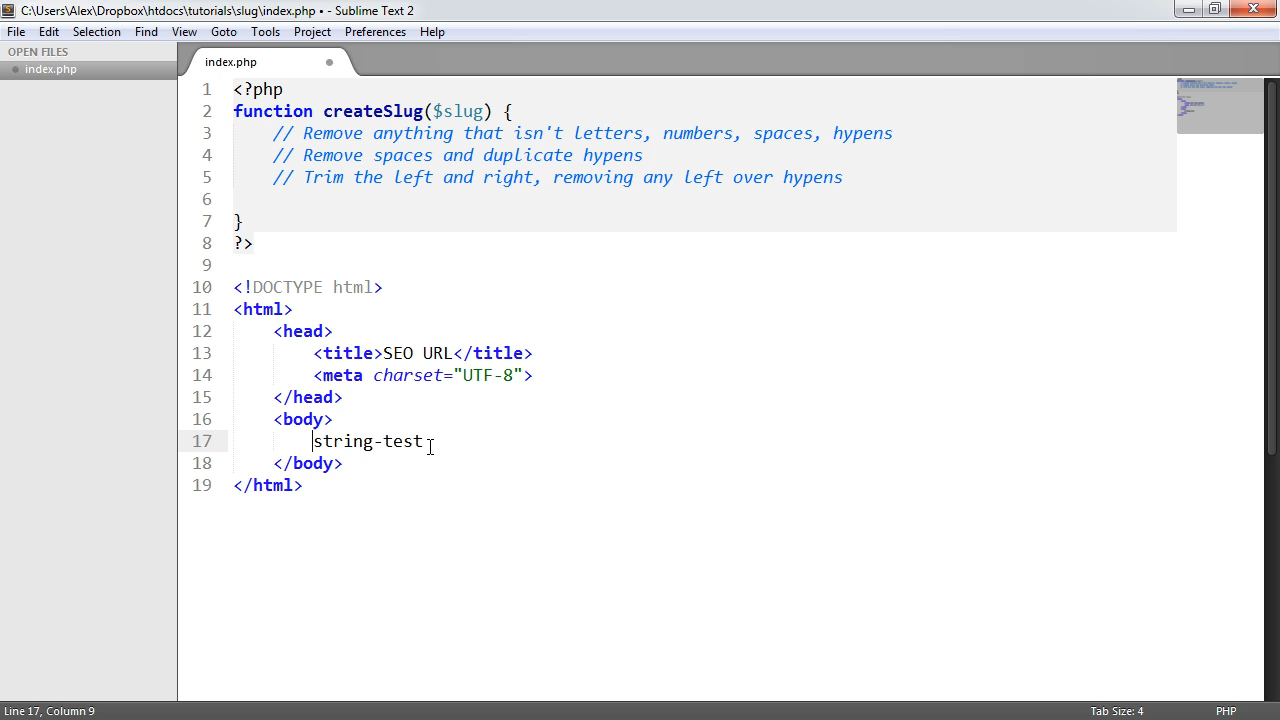 C:\Users\Alex\Dropbox\htdocs\tutorials\slug\index.php • - Sublime Text 2
File Edit Selection Find View Goto Tools Project Preferences Help
OPEN FILES
index.php
index.php
1 <?php
2 function createSlug($slug) {
3 // Remove anything that isn't letters, numbers, spaces, hypens
4 // Remove spaces and duplicate hypens
5 // Trim the left and right, removing any left over hypens
6
7 }
8 ?>
9
10 <!DOCTYPE html>
11 <html>
12 <head>
13 <title>SEO URL</title>
14 <meta charset="UTF-8">
15 </head>
16 <body>
17 string-test
18 </body>
19 </html>
Line 17, Column 9 Tab Size: 4 PHP